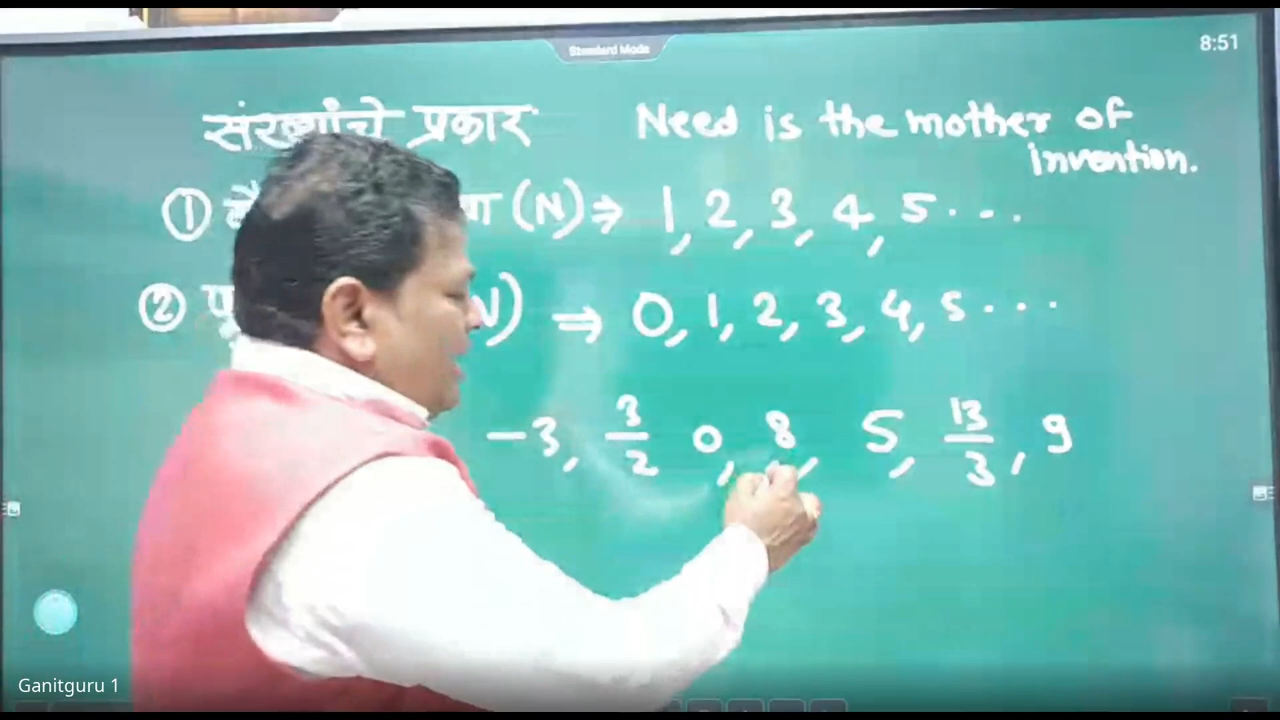 Standard Mode
8:51
संख्यांचे प्रकार
Need is the mother of
invention.
① (N) ⇒ 1, 2, 3, 4, 5 . . .
② ⇒ 0, 1, 2, 3, 4, 5 . . .
-3, 3/2 0, 8, 5, 13/3, 9
Ganitguru 1